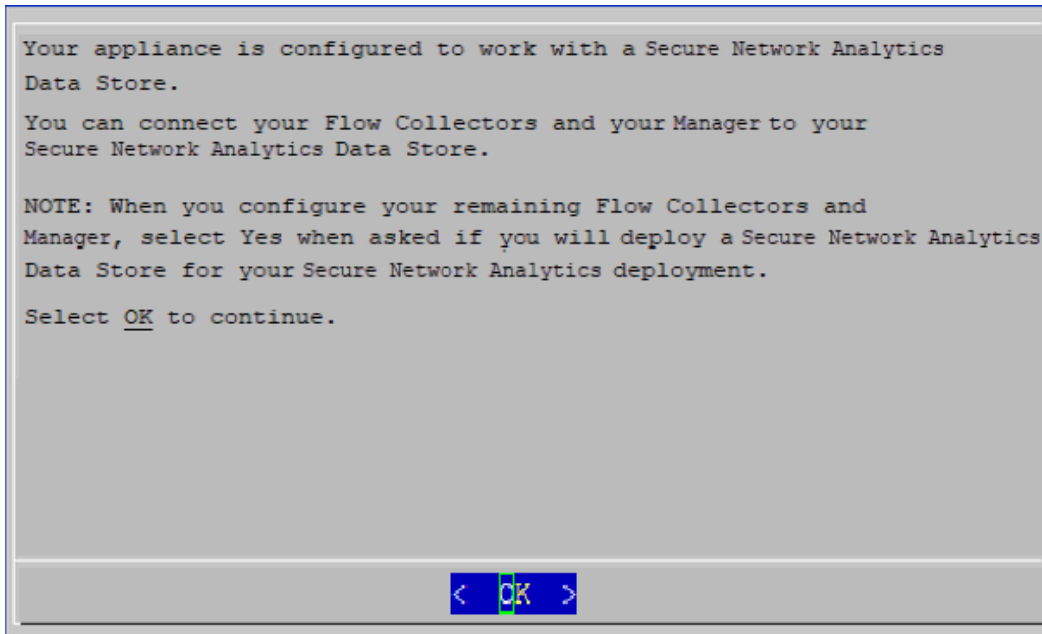 Your appliance is configured to work with a Secure Network Analytics
Data Store.
You can connect your Flow Collectors and your Manager to your
Secure Network Analytics Data Store.
NOTE: When you configure your remaining Flow Collectors and
Manager, select Yes when asked if you will deploy a Secure Network Analytics
Data Store for your Secure Network Analytics deployment.
Select OK to continue.
< OK >